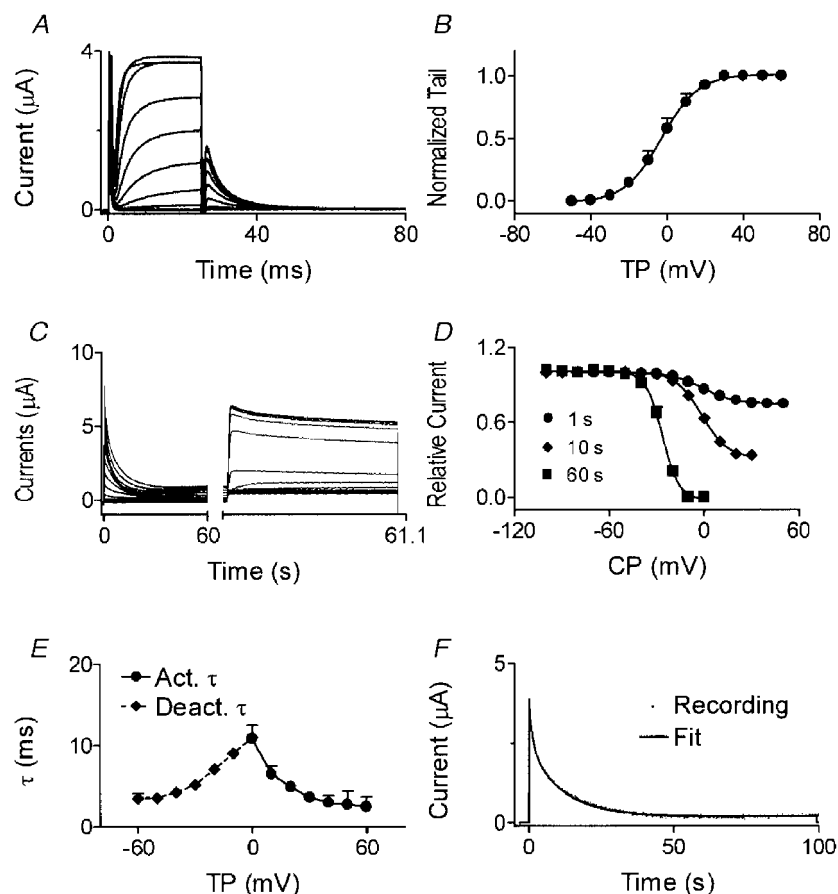 A
Current (μA)
4
0
0
40
80
Time (ms)
B
Normalized Tail
1.0
0.5
0.0
-80
-40
0
40
80
TP (mV)
C
Currents (μA)
10
5
0
0
60
61.1
Time (s)
D
Relative Current
1.2
0.6
0.0
1 s
10 s
60 s
-120
-60
0
60
CP (mV)
E
τ (ms)
20
10
0
Act. τ
Deact. τ
-60
0
60
TP (mV)
F
Current (μA)
5
0
Recording
Fit
0
50
100
Time (s)